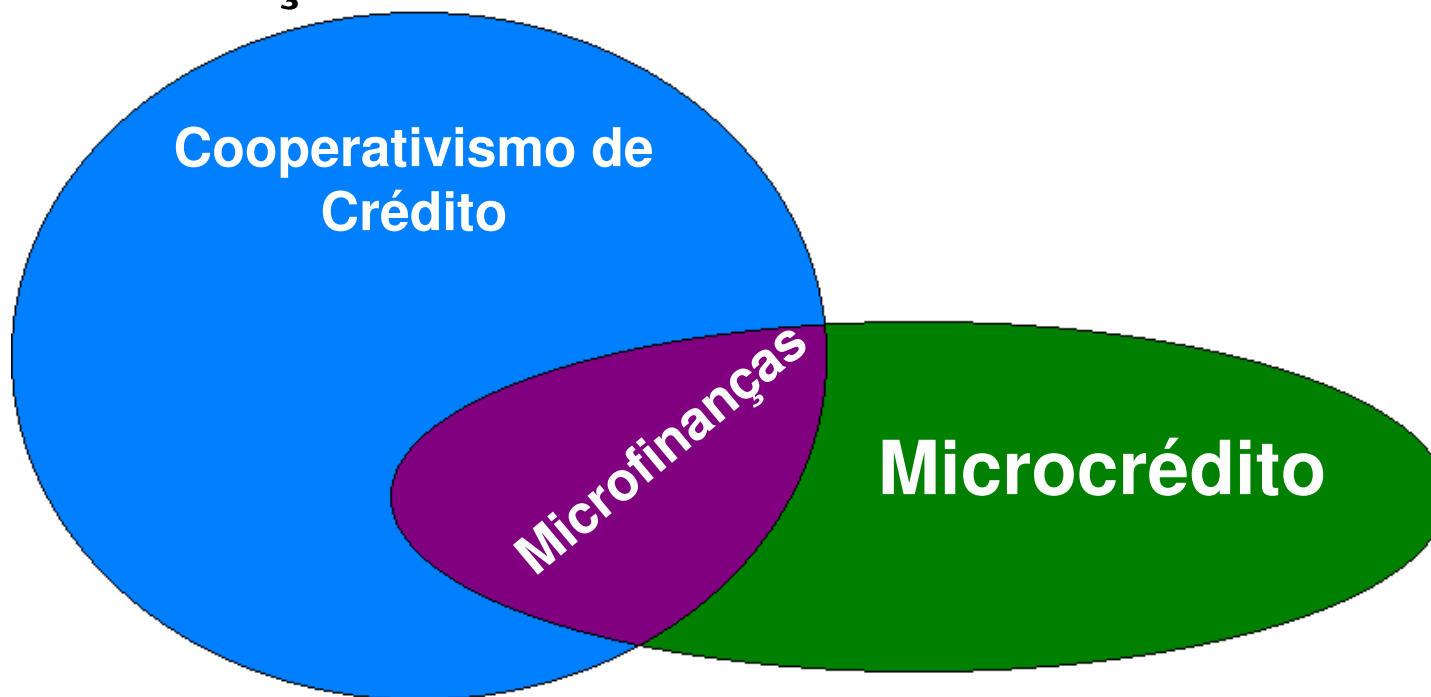 Cooperativismo de
Crédito
Microfinanças
Microcrédito